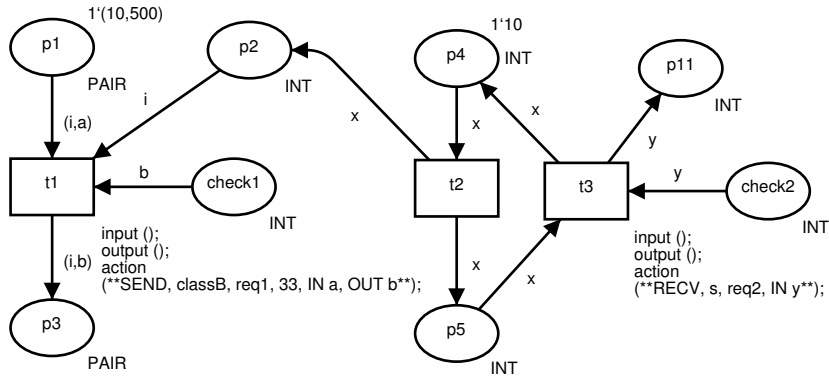 1‘(10,500)
p1
PAIR
p2
INT
1‘10
p4
INT
p11
INT
i
(i,a)
x
x
x
y
t1
b
check1
INT
t2
t3
y
check2
INT
(i,b)
input ();
output ();
action
(**SEND, classB, req1, 33, IN a, OUT b**);
x
x
input ();
output ();
action
(**RECV, s, req2, IN y**);
p3
PAIR
p5
INT